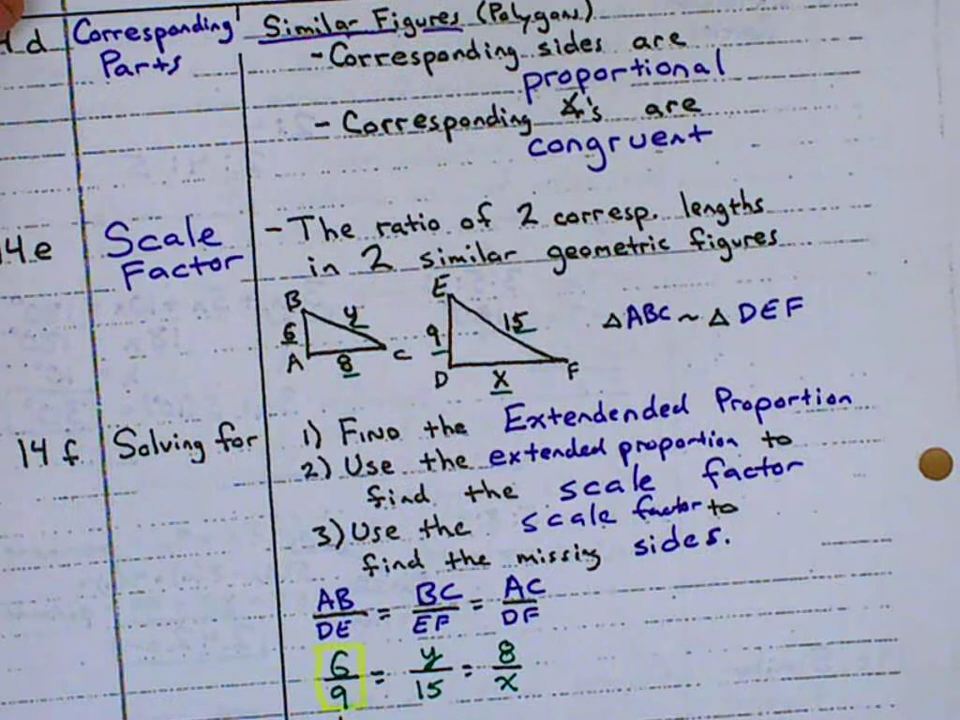 d Corresponding Parts
Similar Figures (Polygons)
- Corresponding sides are
proportional
- Corresponding ∡'s are
congruent
14e Scale Factor
- The ratio of 2 corresp. lengths
in 2 similar geometric figures
B
6
y
A
8
C
E
9
15
D
x
F
△ABC ~ △DEF
14f Solving for
1) Find the Extendended Proportion
2) Use the extended proportion to
find the scale factor
3) Use the scale factor to
find the missing sides.
AB/DE = BC/EF = AC/DF
6/9 = y/15 = 8/x